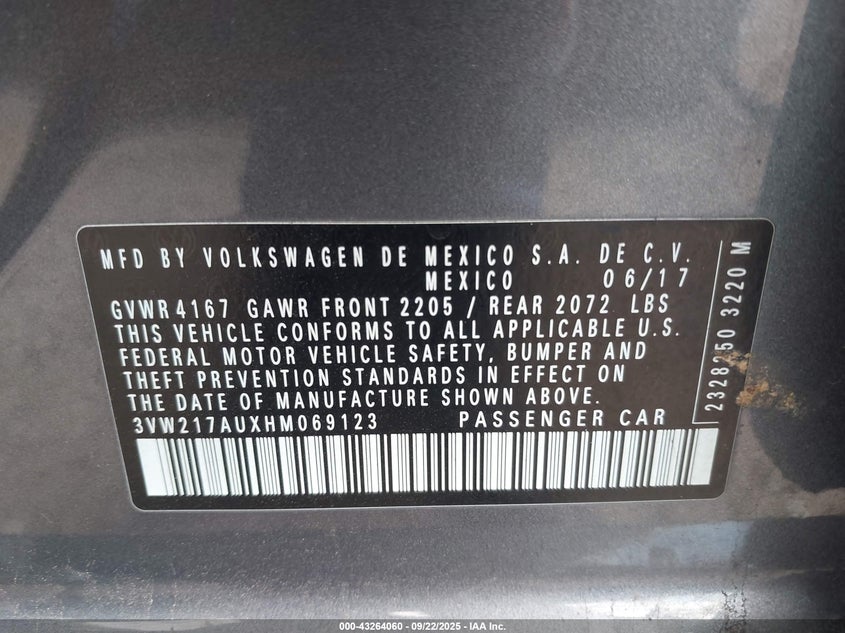 MFD BY VOLKSWAGEN DE MEXICO S.A. DE C.V.
MEXICO 06/17
GVWR 4167 GAWR FRONT 2205 / REAR 2072 LBS
THIS VEHICLE CONFORMS TO ALL APPLICABLE U.S.
FEDERAL MOTOR VEHICLE SAFETY, BUMPER AND
THEFT PREVENTION STANDARDS IN EFFECT ON
THE DATE OF MANUFACTURE SHOWN ABOVE.
3VW217AUXHM069123 PASSENGER CAR
2328250 3220 M
000-43264060 - 09/22/2025 - IAA Inc.